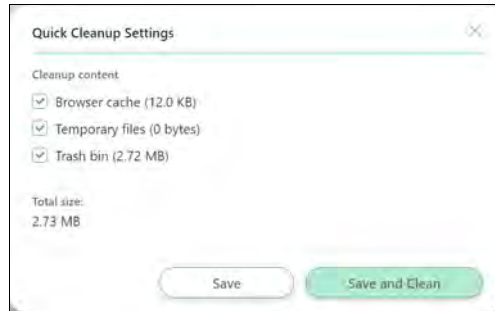 Quick Cleanup Settings
Cleanup content
Browser cache (12.0 KB)
Temporary files (0 bytes)
Trash bin (2.72 MB)
Total size:
2.73 MB
Save
Save and Clean